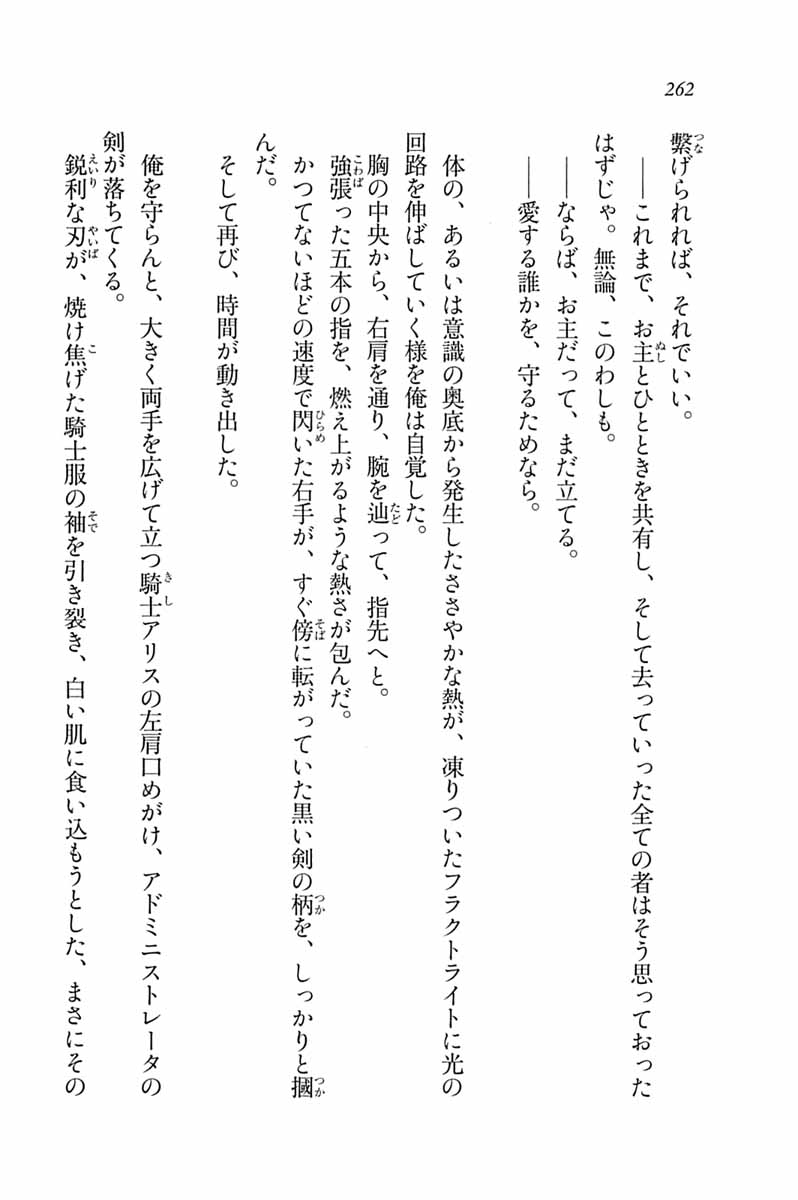 262
繫げられれば、それでいい。
――これまで、お主とひとときを共有し、そして去っていった全ての者はそう思っておった
はずじゃ。無論、このわしも。
――ならば、お主だって、まだ立てる。
――愛する誰かを、守るためなら。
体の、あるいは意識の奥底から発生したささやかな熱が、凍りついたフラクトライトに光の
回路を伸ばしていく様を俺は自覚した。
胸の中央から、右肩を通り、腕を辿って、指先へと。
強張った五本の指を、燃え上がるような熱さが包んだ。
かつてないほどの速度で閃いた右手が、すぐ傍に転がっていた黒い剣の柄を、しっかりと摑
んだ。
そして再び、時間が動き出した。
俺を守らんと、大きく両手を広げて立つ騎士アリスの左肩口めがけ、アドミニストレータの
剣が落ちてくる。
鋭利な刃が、焼け焦げた騎士服の袖を引き裂き、白い肌に食い込もうとした、まさにその